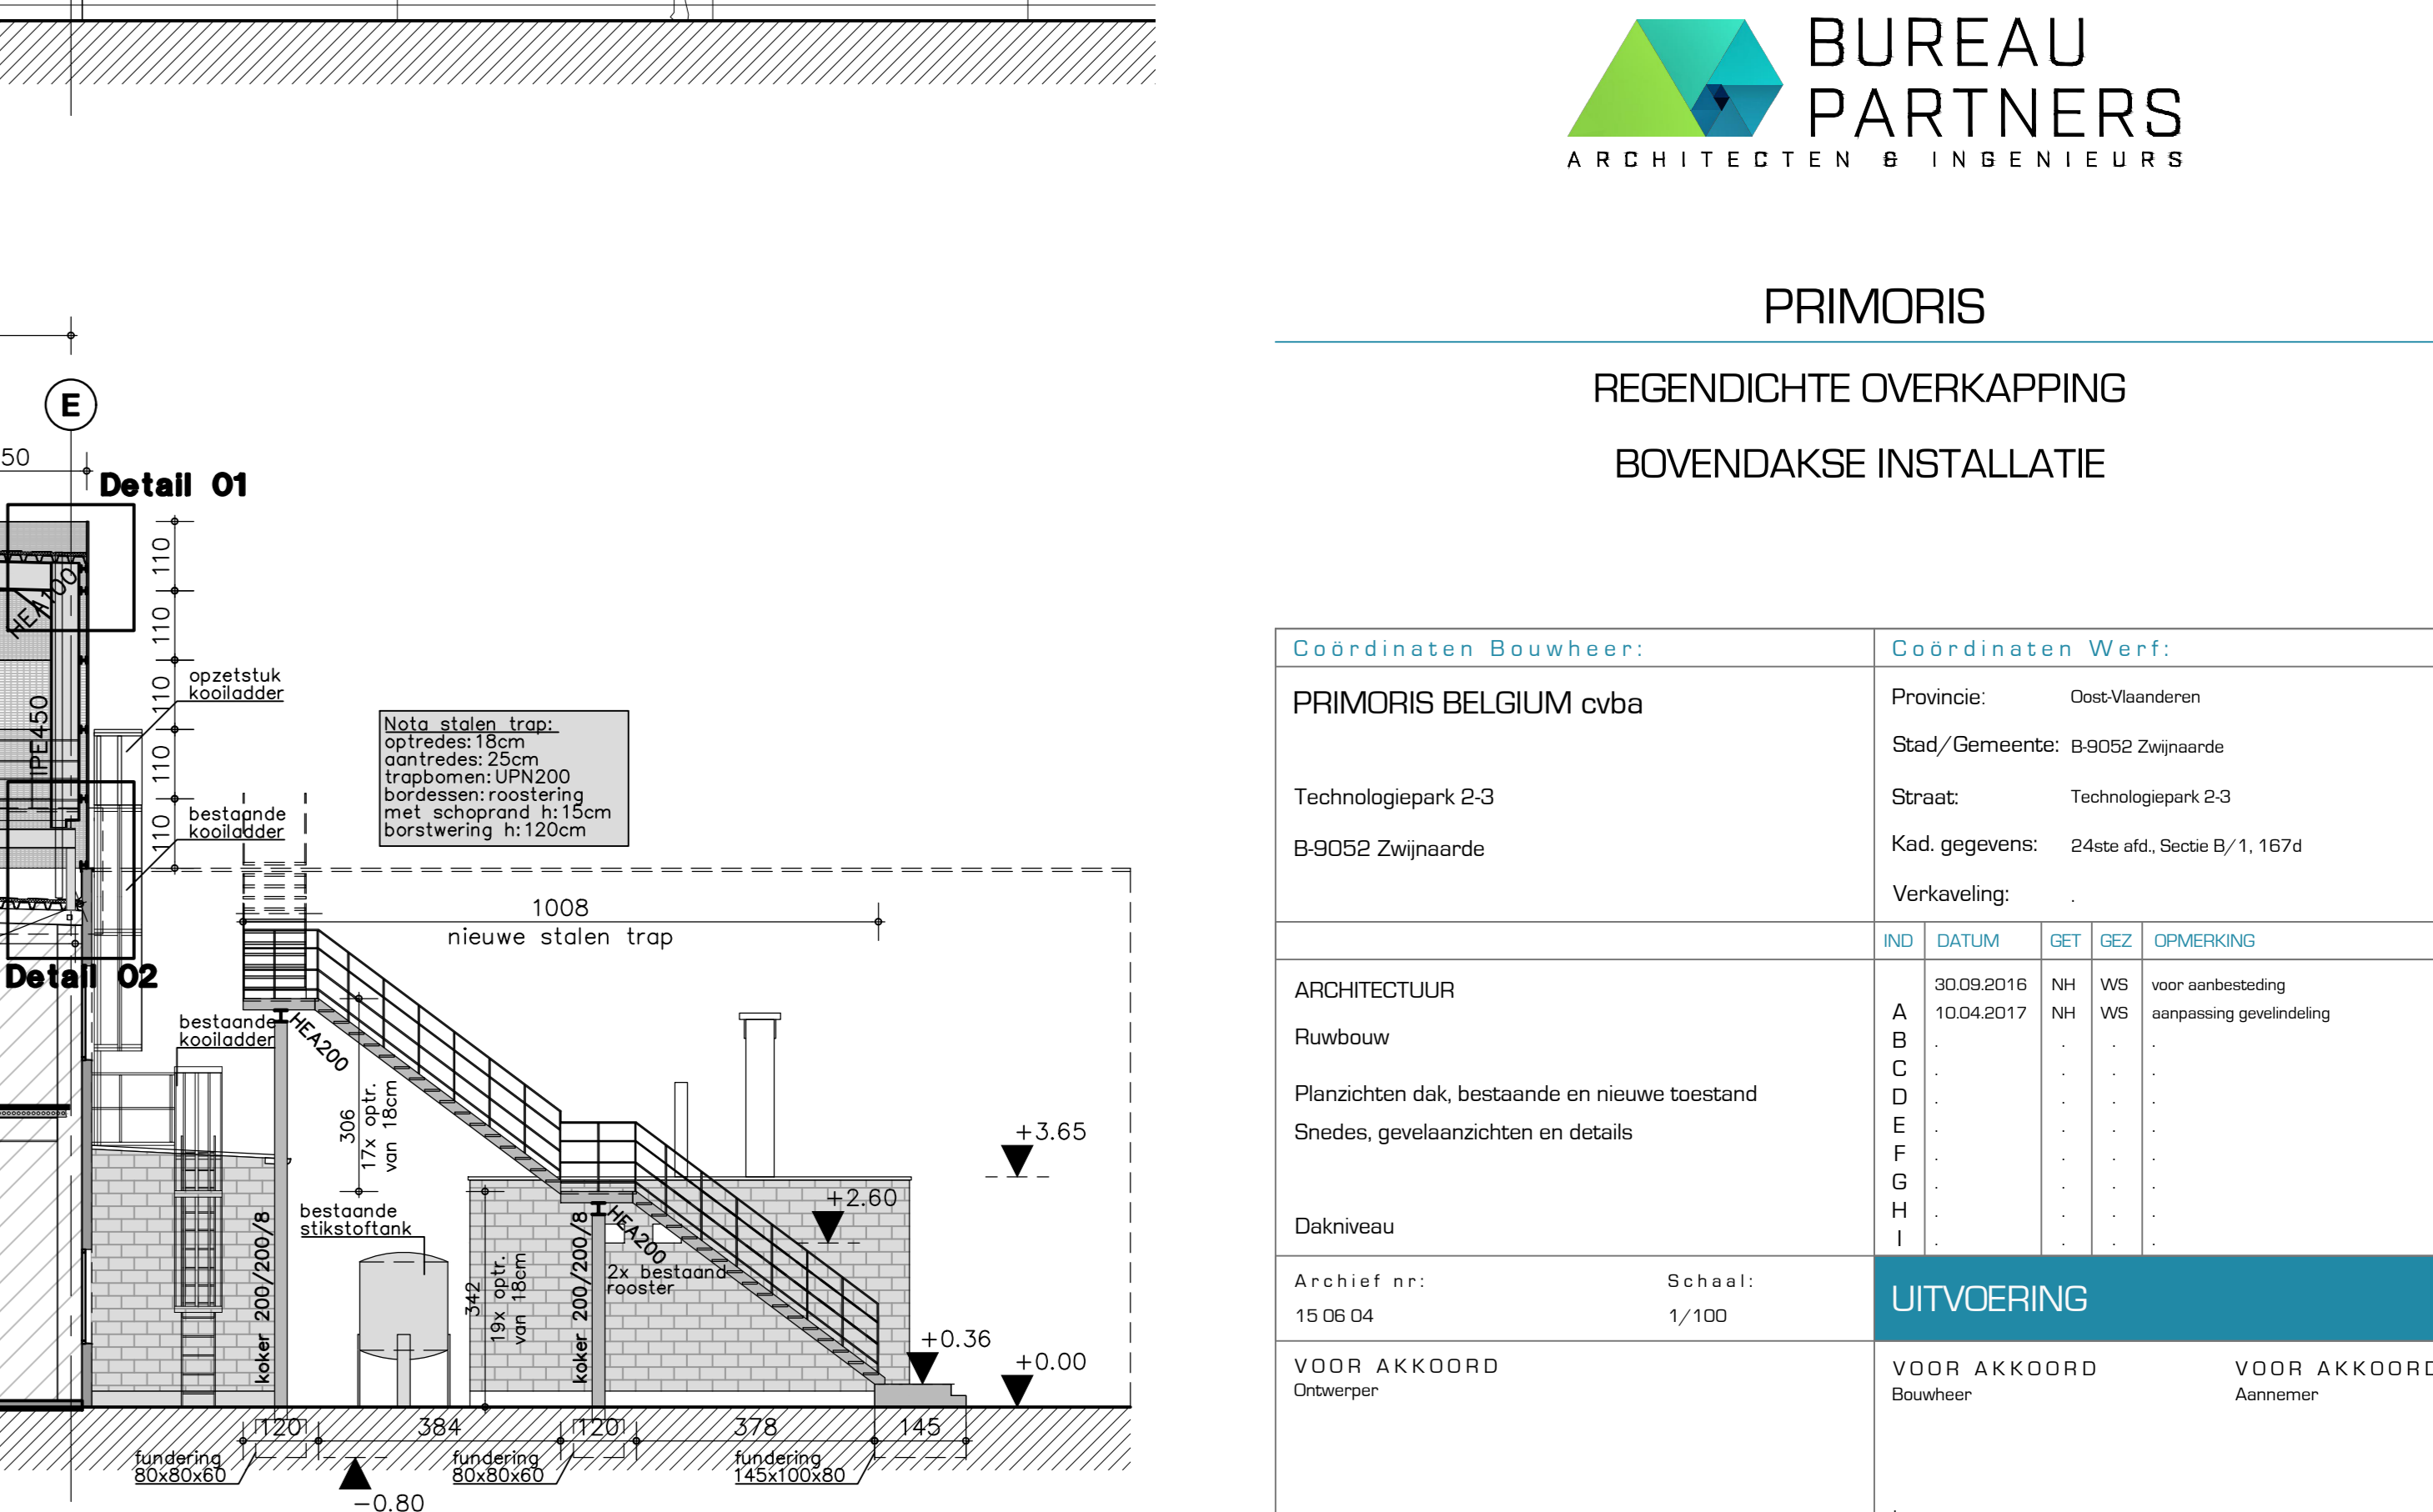 BUREAU
PARTNERS
ARCHITECTEN & INGENIEURS
PRIMORIS
REGENDICHTE OVERKAPPING
BOVENDAKSE INSTALLATIE
E
50
Detail 01
110
110
110
110
110
HEA100
IPE450
opzetstuk
kooiladder
bestaande
kooiladder
Detail 02
Nota stalen trap:
optredes: 18cm
aantredes: 25cm
trapbomen: UPN200
bordessen: roostering
met schoprand h: 15cm
borstwering h: 120cm
1008
nieuwe stalen trap
bestaande
kooiladder
HEA200
306
17x optr.
van 18cm
bestaande
stikstoftank
koker 200/200/8
342
19x optr.
van 18cm
koker 200/200/8
HEA200
2x bestaand
rooster
+3.65
+2.60
+0.36
+0.00
120
384
120
378
145
fundering
80x80x60
fundering
80x80x60
fundering
145x100x80
-0.80
Coördinaten Bouwheer:
PRIMORIS BELGIUM cvba
Technologiepark 2-3
B-9052 Zwijnaarde
Coördinaten Werf:
Provincie: Oost-Vlaanderen
Stad/Gemeente: B-9052 Zwijnaarde
Straat: Technologiepark 2-3
Kad. gegevens: 24ste afd., Sectie B/1, 167d
Verkaveling: .
IND DATUM GET GEZ OPMERKING
30.09.2016 NH WS voor aanbesteding
A 10.04.2017 NH WS aanpassing gevelindeling
B . . . .
C . . . .
D . . . .
E . . . .
F . . . .
G . . . .
H . . . .
I . . . .
ARCHITECTUUR
Ruwbouw
Planzichten dak, bestaande en nieuwe toestand
Snedes, gevelaanzichten en details
Dakniveau
Archief nr: Schaal:
15 06 04 1/100
UITVOERING
VOOR AKKOORD
Ontwerper
VOOR AKKOORD
Bouwheer
VOOR AKKOORD
Aannemer